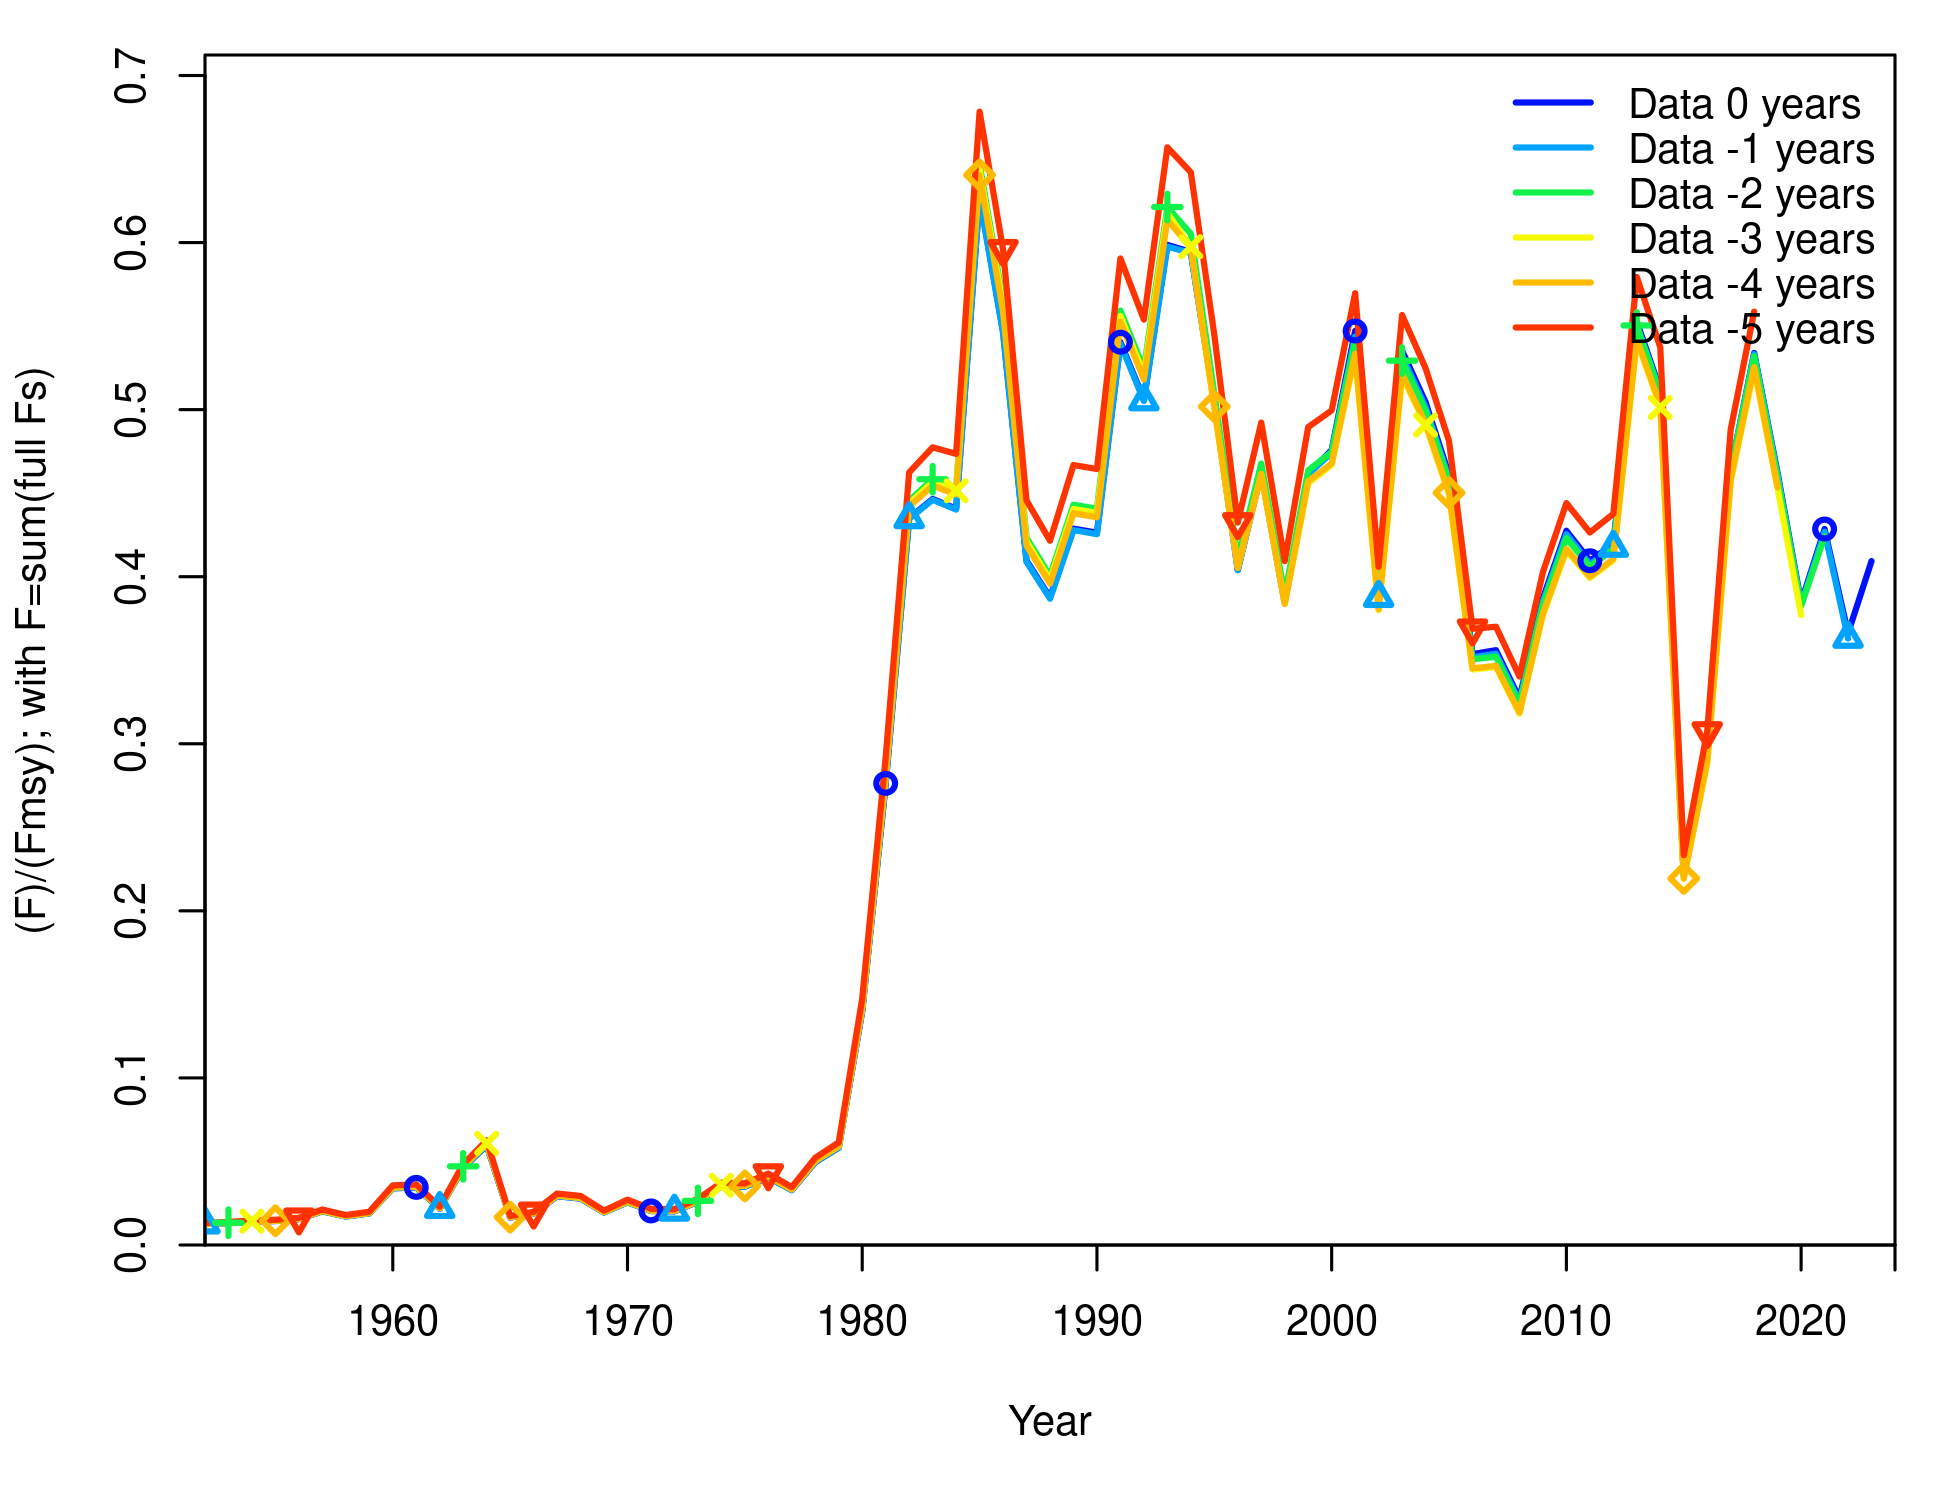 (F)/(Fmsy); with F=sum(full Fs)
0.7
0.6
0.5
0.4
0.3
0.2
0.1
0.0
Data 0 years
Data -1 years
Data -2 years
Data -3 years
Data -4 years
Data -5 years
1960 1970 1980 1990 2000 2010 2020
Year